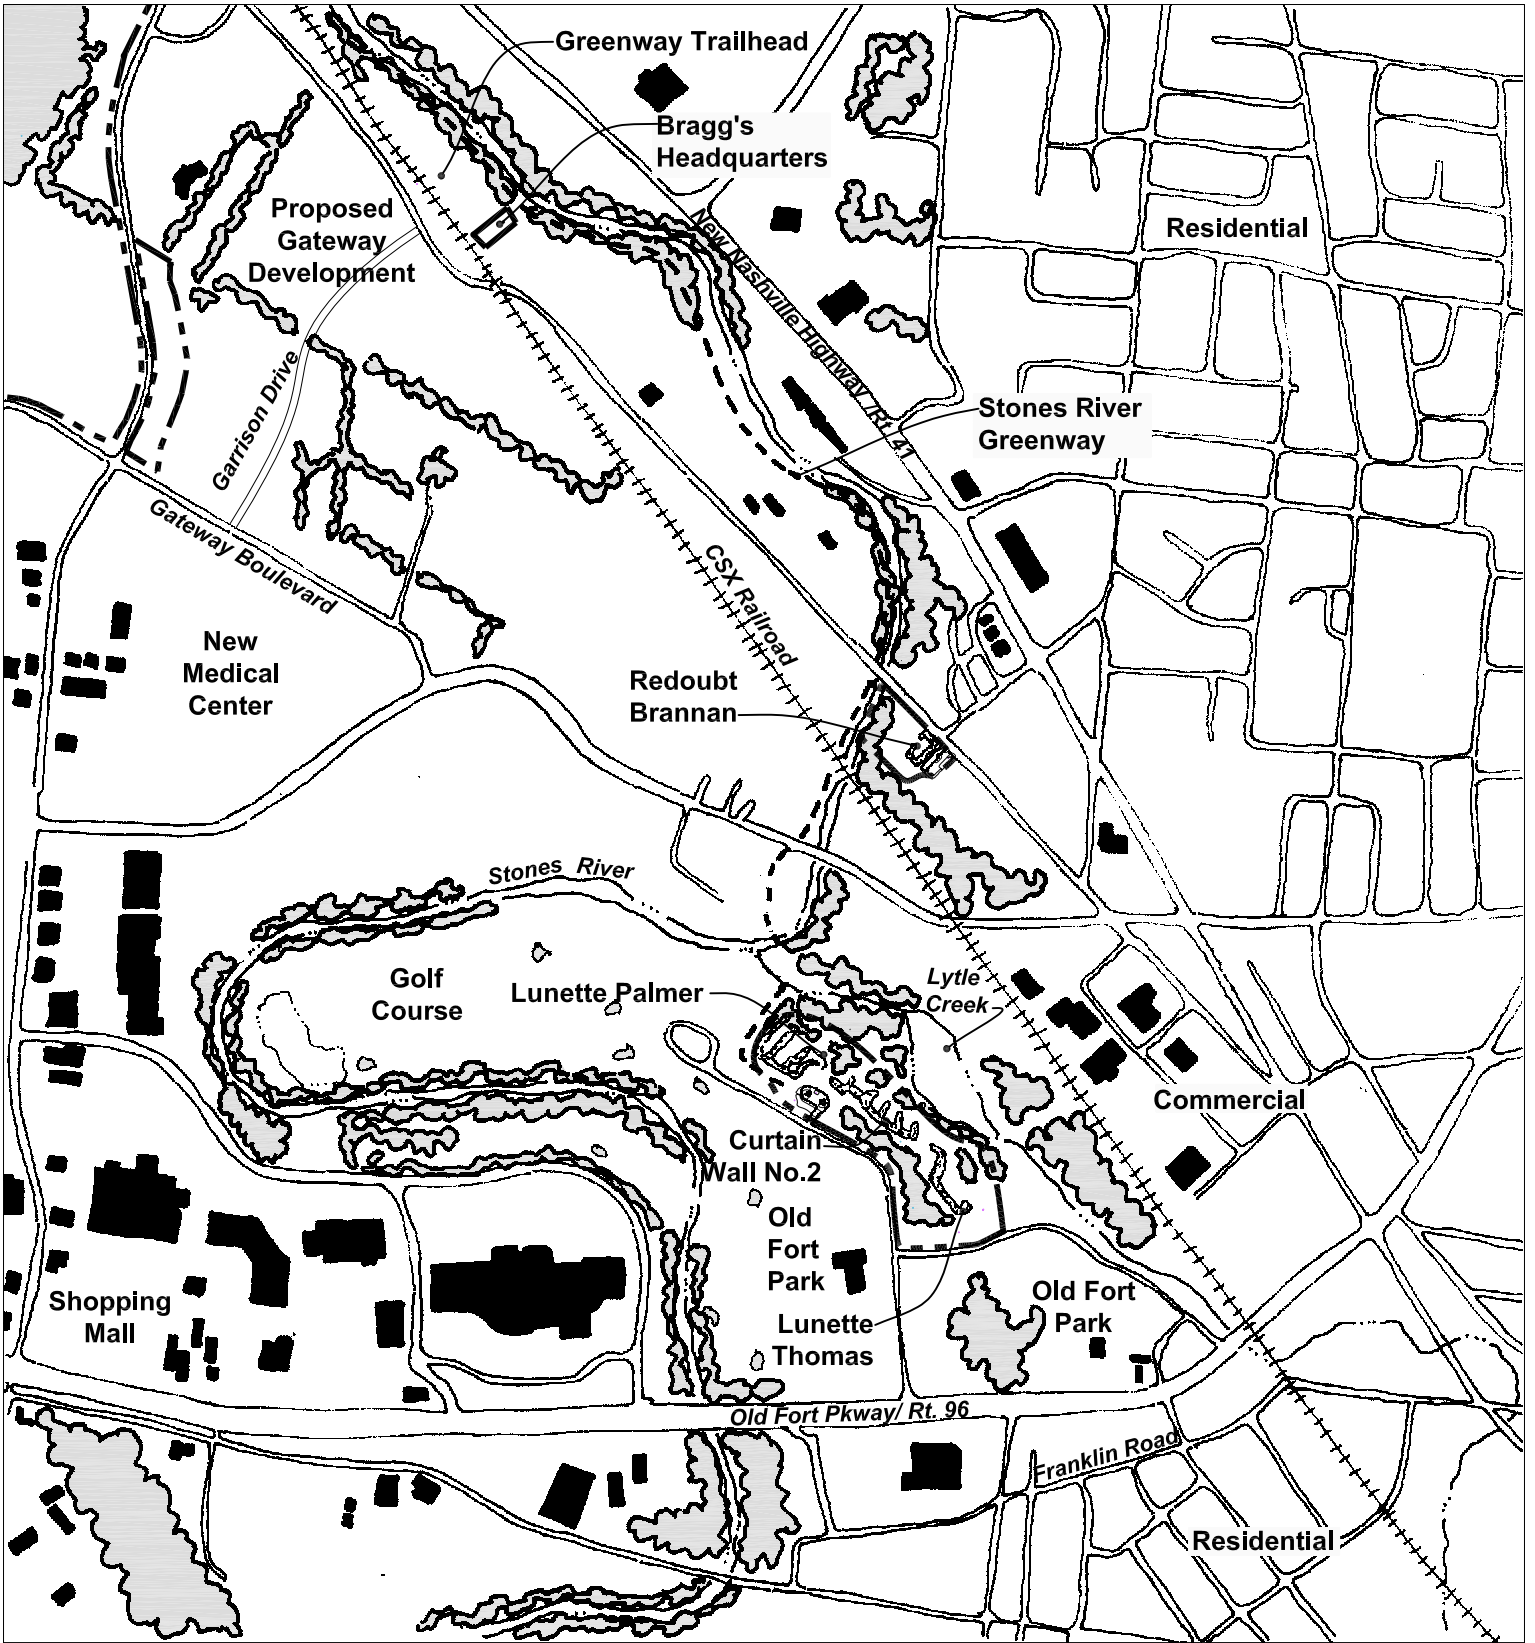 Greenway Trailhead
Bragg's
Headquarters
Proposed
Gateway
Development
Residential
New Nashville Highway /Rt. 41
Garrison Drive
Stones River
Greenway
Gateway Boulevard
CSX Railroad
New
Medical
Center
Redoubt
Brannan
Stones River
Golf
Course
Lunette Palmer
Lytle
Creek
Commercial
Curtain
Wall No.2
Old
Fort
Park
Shopping
Mall
Old Fort
Park
Lunette
Thomas
Old Fort Pkway/ Rt. 96
Franklin Road
Residential